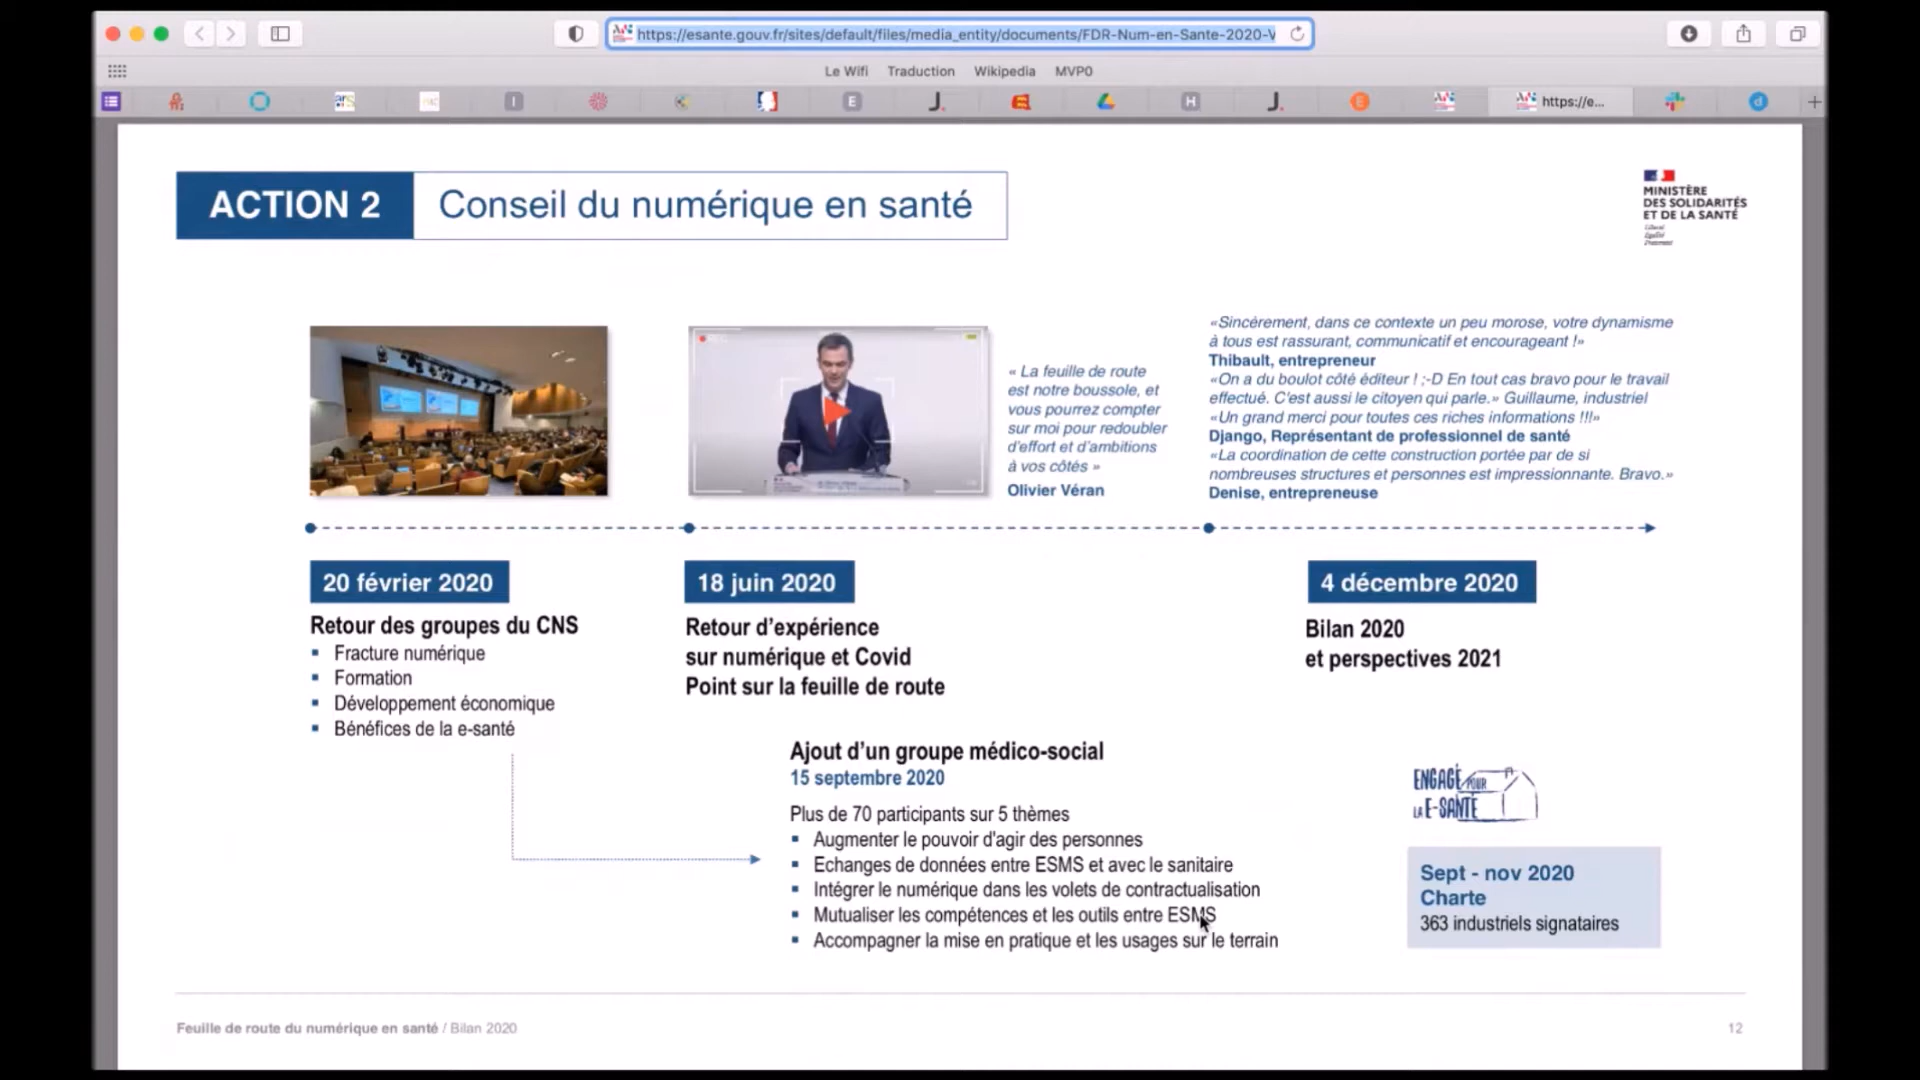 https://esante.gouv.fr/sites/default/files/media_entity/documents/FDR-Num-en-Sante-2020-V
Le Wifi Traduction Wikipedia MVP0
https://e...
ACTION 2 Conseil du numérique en santé
MINISTÈRE
DES SOLIDARITÉS
ET DE LA SANTÉ
Liberté
Égalité
Fraternité
« La feuille de route
est notre boussole, et
vous pourrez compter
sur moi pour redoubler
d'effort et d'ambitions
à vos côtés »
Olivier Véran
«Sincèrement, dans ce contexte un peu morose, votre dynamisme
à tous est rassurant, communicatif et encourageant !»
Thibault, entrepreneur
«On a du boulot côté éditeur ! ;-D En tout cas bravo pour le travail
effectué. C'est aussi le citoyen qui parle.» Guillaume, industriel
«Un grand merci pour toutes ces riches informations !!!»
Django, Représentant de professionnel de santé
«La coordination de cette construction portée par de si
nombreuses structures et personnes est impressionnante. Bravo.»
Denise, entrepreneuse
20 février 2020
Retour des groupes du CNS
▪ Fracture numérique
▪ Formation
▪ Développement économique
▪ Bénéfices de la e-santé
18 juin 2020
Retour d'expérience
sur numérique et Covid
Point sur la feuille de route
Ajout d'un groupe médico-social
15 septembre 2020
Plus de 70 participants sur 5 thèmes
▪ Augmenter le pouvoir d'agir des personnes
▪ Echanges de données entre ESMS et avec le sanitaire
▪ Intégrer le numérique dans les volets de contractualisation
▪ Mutualiser les compétences et les outils entre ESMS
▪ Accompagner la mise en pratique et les usages sur le terrain
4 décembre 2020
Bilan 2020
et perspectives 2021
ENGAGÉ POUR
LA E-SANTÉ
Sept - nov 2020
Charte
363 industriels signataires
Feuille de route du numérique en santé / Bilan 2020
12